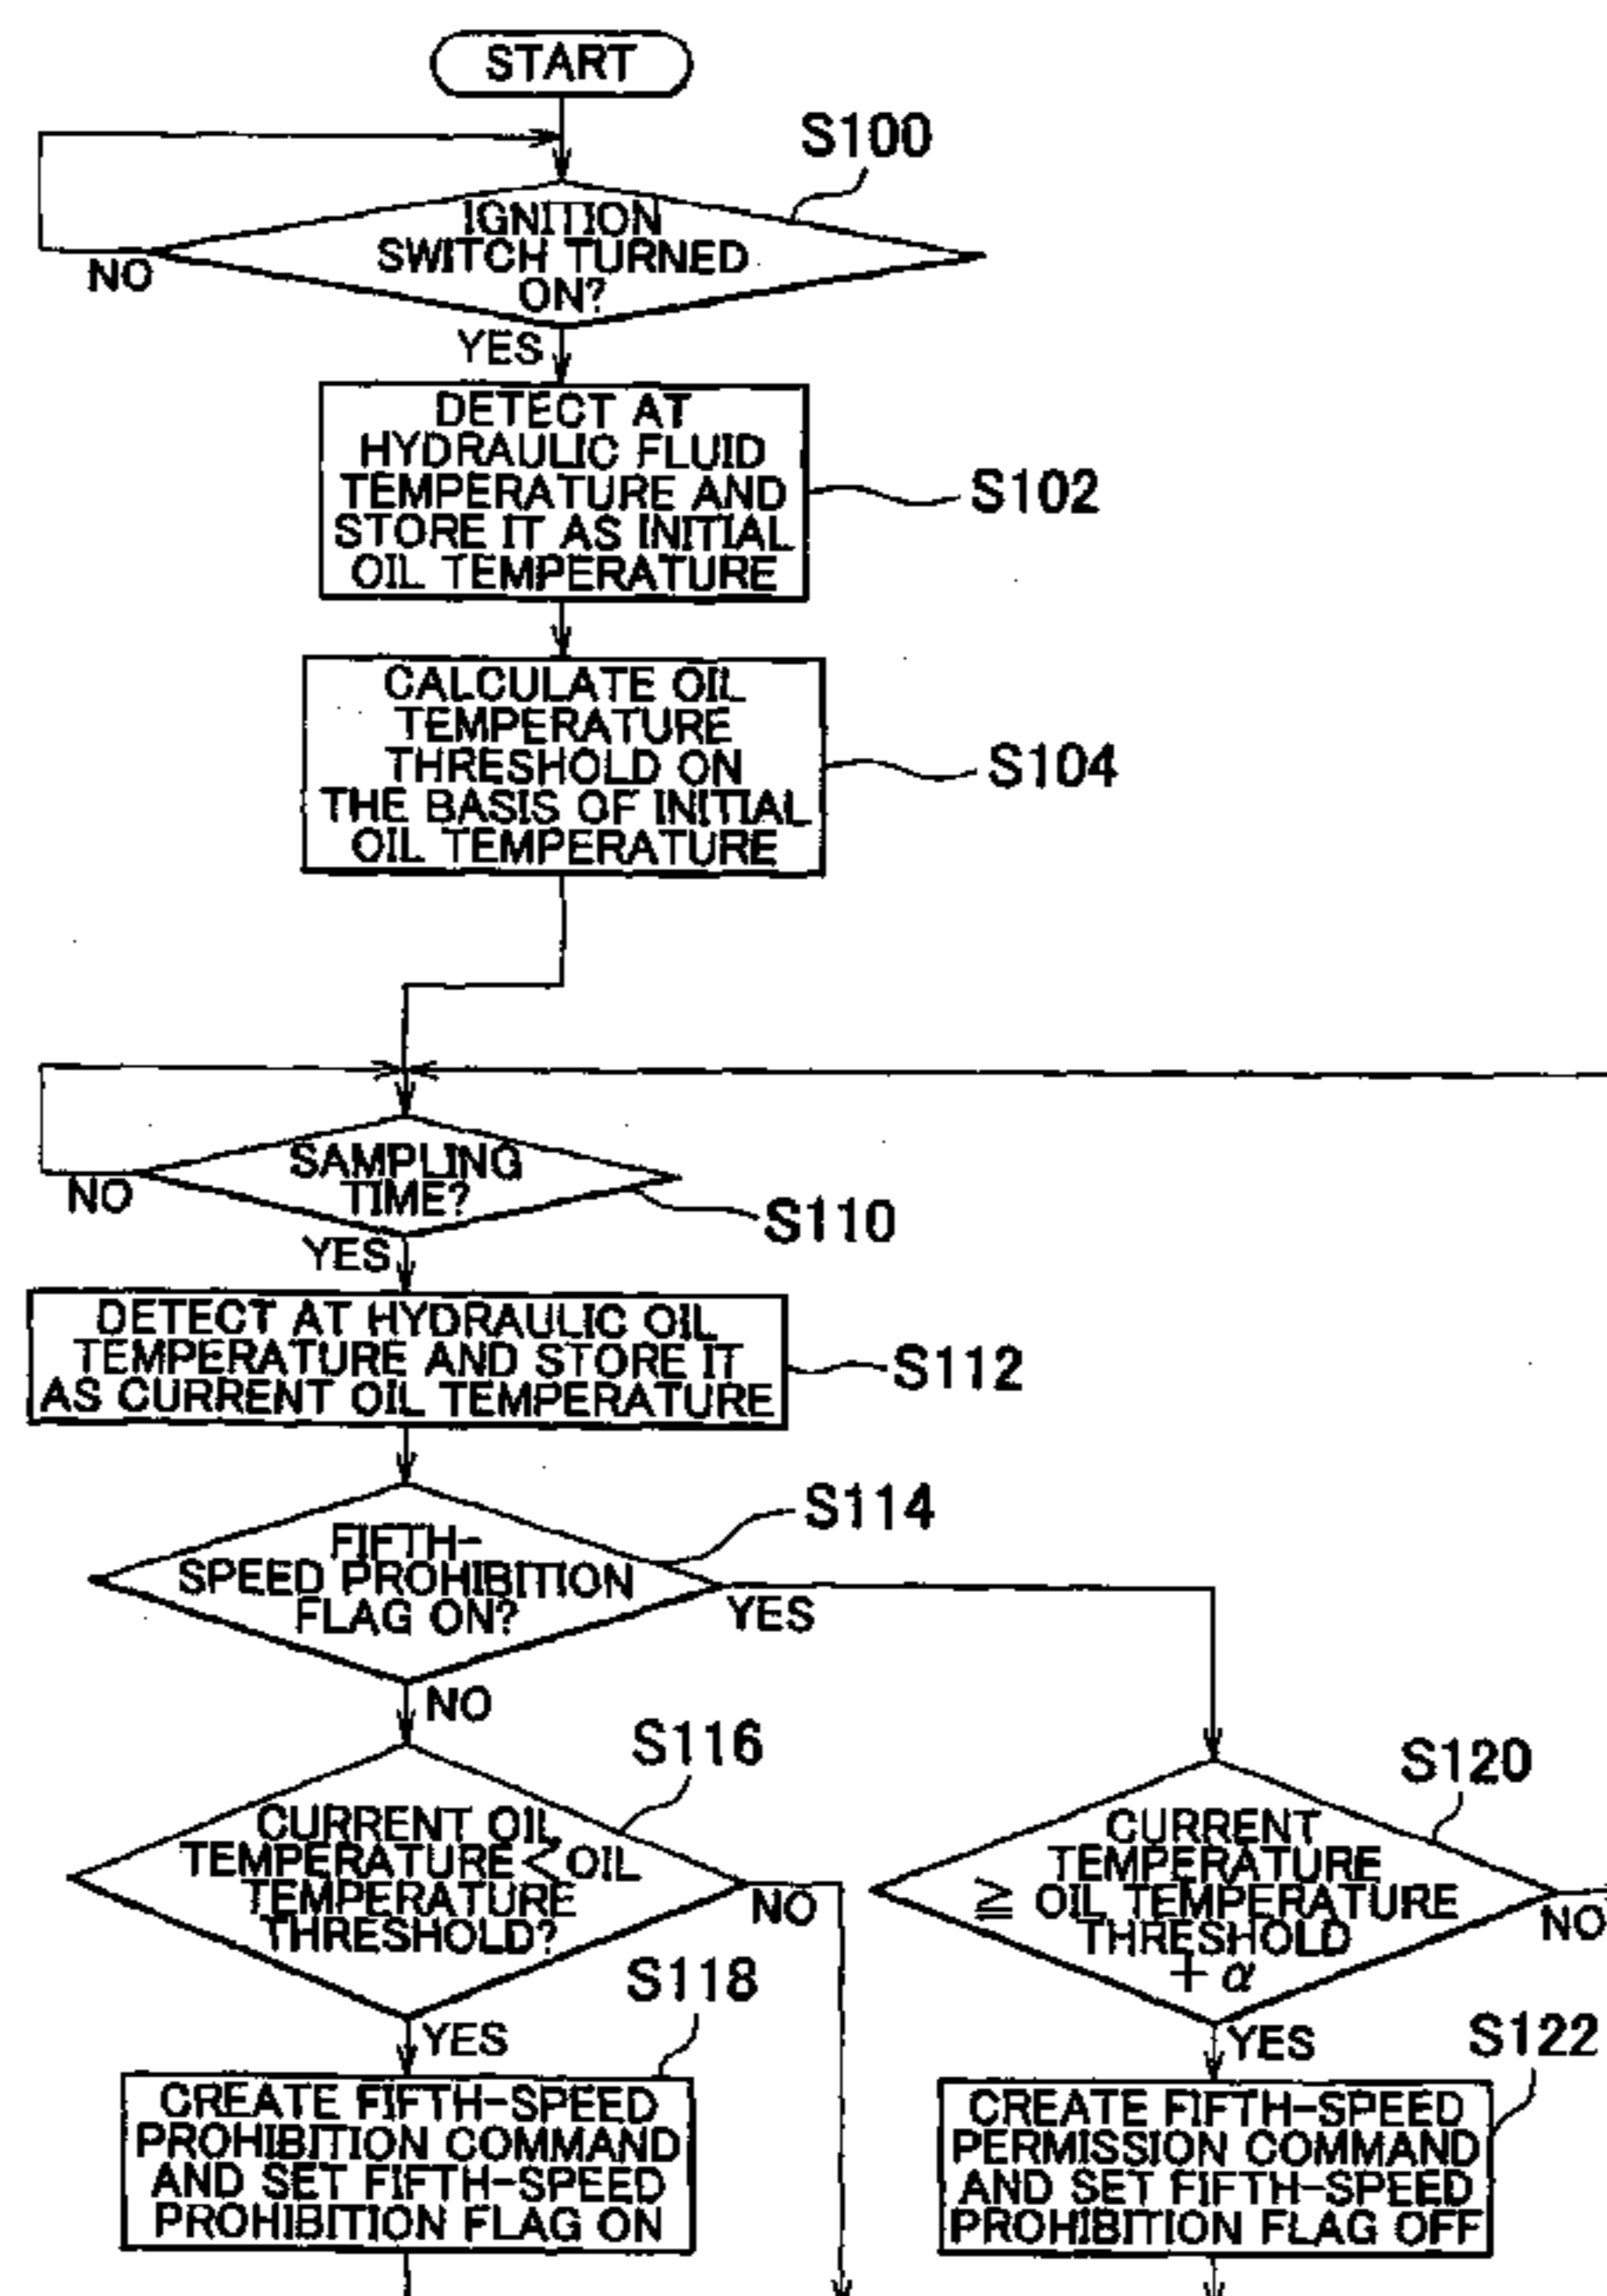 START
S100
IGNITION
SWITCH TURNED
ON?
NO
YES
DETECT AT
HYDRAULIC FLUID
TEMPERATURE AND
STORE IT AS INITIAL
OIL TEMPERATURE
S102
CALCULATE OIL
TEMPERATURE
THRESHOLD ON
THE BASIS OF INITIAL
OIL TEMPERATURE
S104
SAMPLING
TIME?
NO
S110
YES
DETECT AT HYDRAULIC OIL
TEMPERATURE AND STORE IT
AS CURRENT OIL TEMPERATURE
S112
S114
FIFTH-
SPEED PROHIBITION
FLAG ON?
YES
NO
S116
CURRENT OIL
TEMPERATURE < OIL
TEMPERATURE
THRESHOLD?
NO
S120
CURRENT
TEMPERATURE
≧ OIL TEMPERATURE
THRESHOLD
+ α
NO
YES
S118
CREATE FIFTH-SPEED
PROHIBITION COMMAND
AND SET FIFTH-SPEED
PROHIBITION FLAG ON
YES
S122
CREATE FIFTH-SPEED
PERMISSION COMMAND
AND SET FIFTH-SPEED
PROHIBITION FLAG OFF